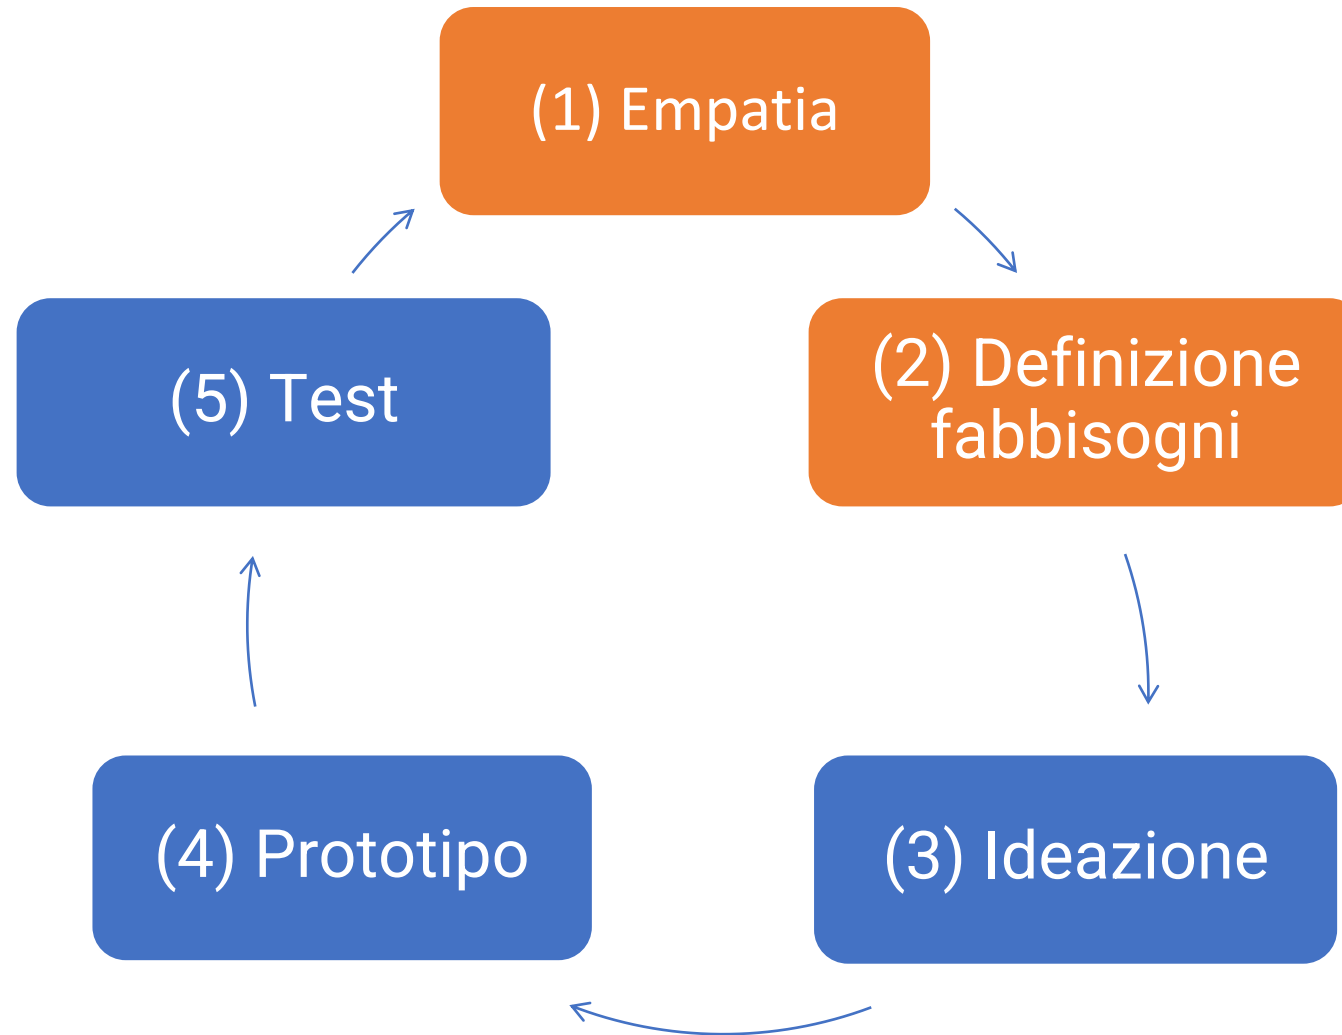 (1) Empatia
(2) Definizione
fabbisogni
(3) Ideazione
(4) Prototipo
(5) Test